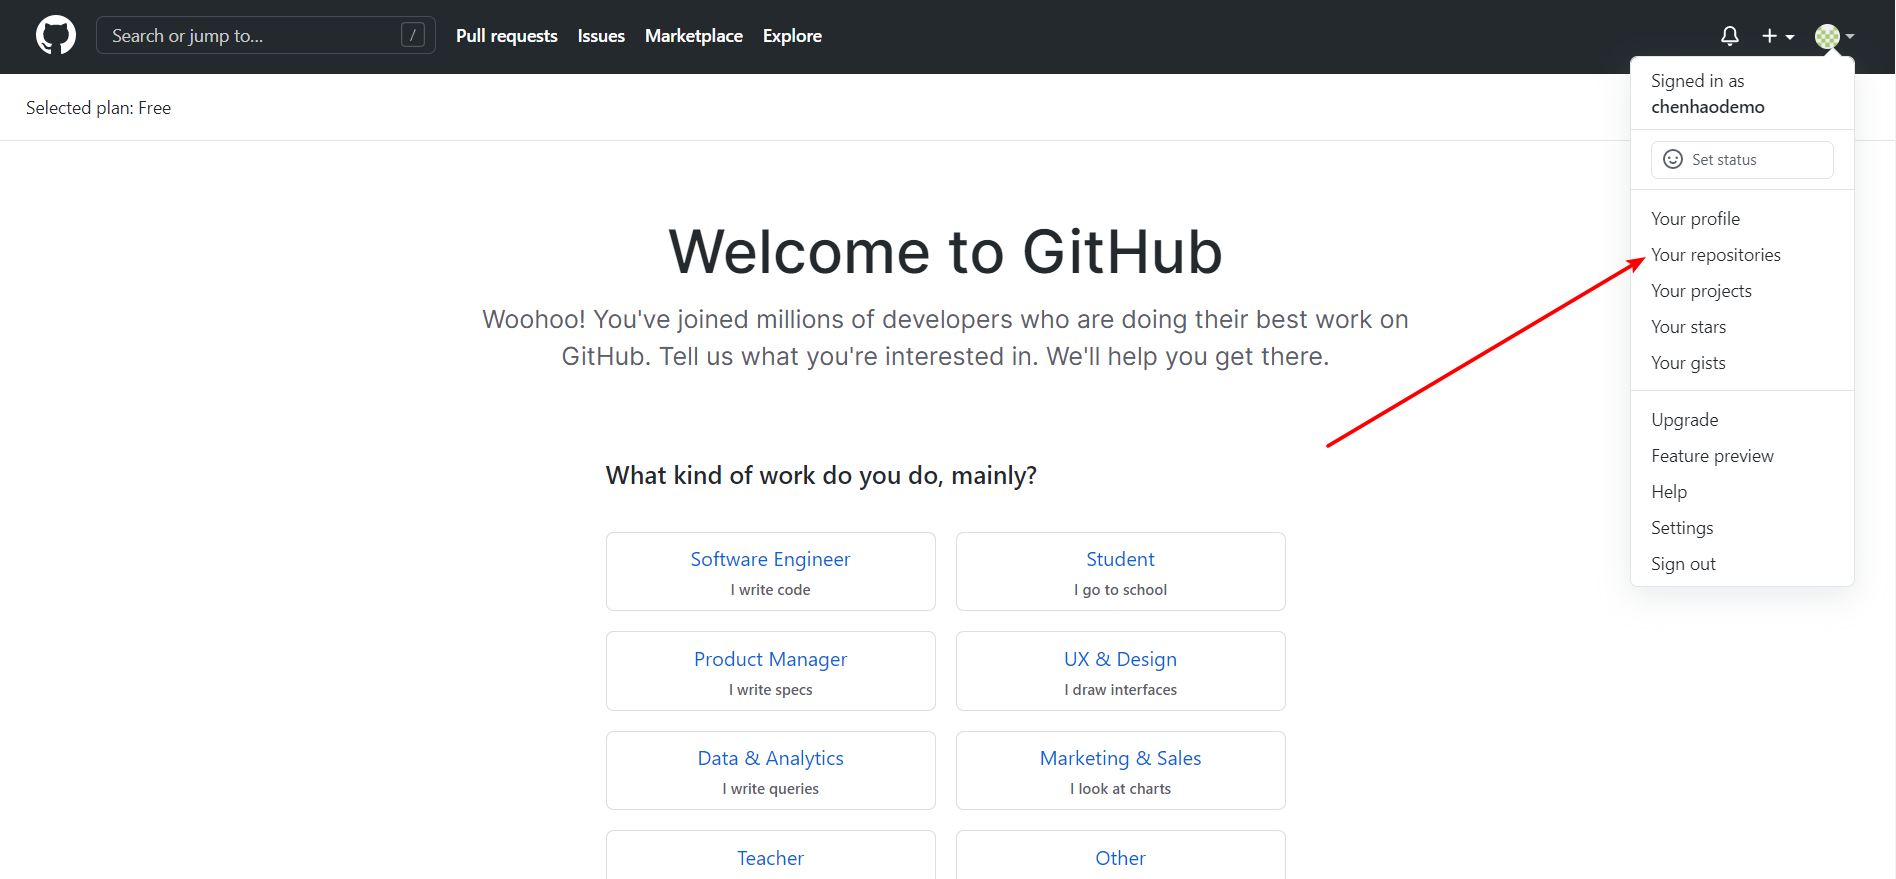 Search or jump to... /
Pull requests Issues Marketplace Explore
Signed in as
chenhaodemo
Set status
Your profile
Your repositories
Your projects
Your stars
Your gists
Upgrade
Feature preview
Help
Settings
Sign out
Selected plan: Free
Welcome to GitHub
Woohoo! You've joined millions of developers who are doing their best work on
GitHub. Tell us what you're interested in. We'll help you get there.
What kind of work do you do, mainly?
Software Engineer
I write code
Student
I go to school
Product Manager
I write specs
UX & Design
I draw interfaces
Data & Analytics
I write queries
Marketing & Sales
I look at charts
Teacher
Other